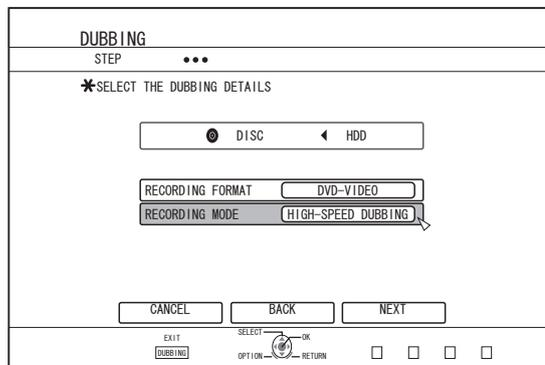 DUBBING
STEP
SELECT THE DUBBING DETAILS
DISC HDD
RECORDING FORMAT DVD-VIDEO
RECORDING MODE HIGH-SPEED DUBBING
CANCEL BACK NEXT
EXIT SELECT OK
DUBBING OPTION RETURN